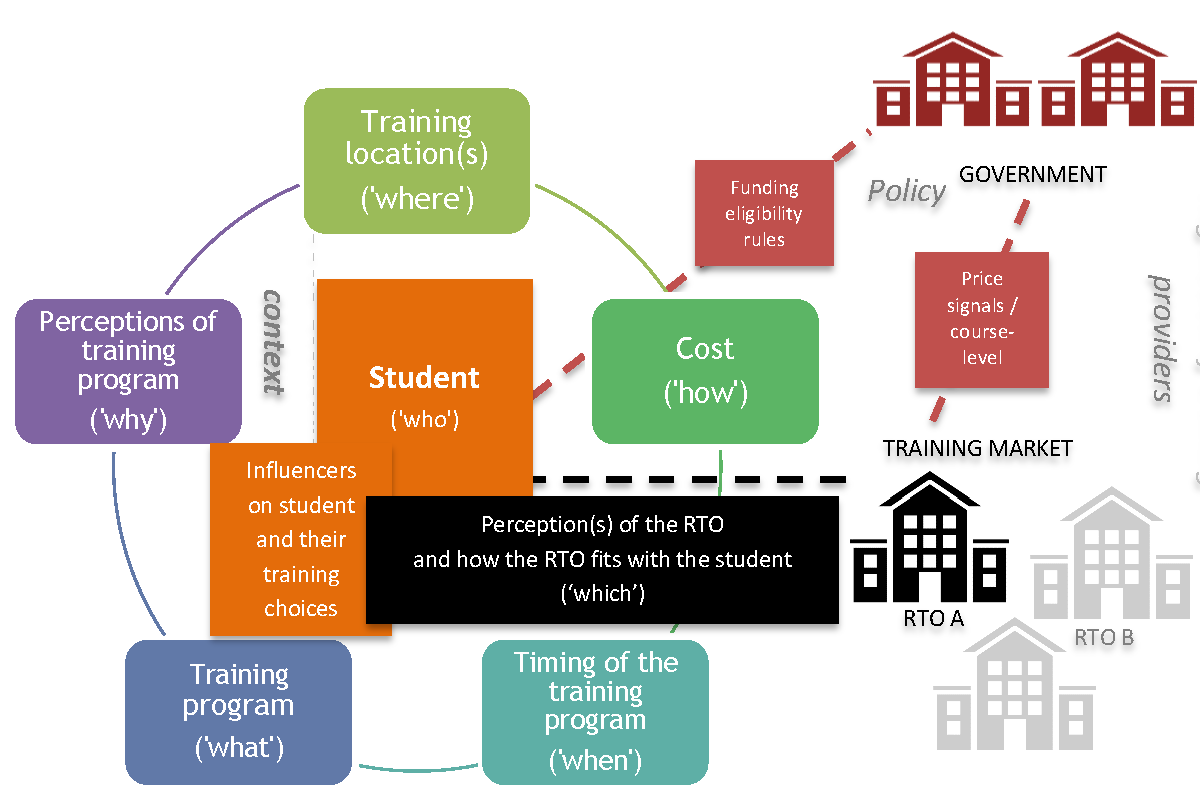 Training
location(s)
('where')
Funding
eligibility
rules
Policy
GOVERNMENT
Price
signals /
course-
level
providers
context
Perceptions of
training
program
('why')
Student
('who')
Cost
('how')
TRAINING MARKET
Influencers
on student
and their
training
choices
Perception(s) of the RTO
and how the RTO fits with the student
(‘which’)
RTO A
RTO B
Training
program
('what')
Timing of the
training
program
('when')